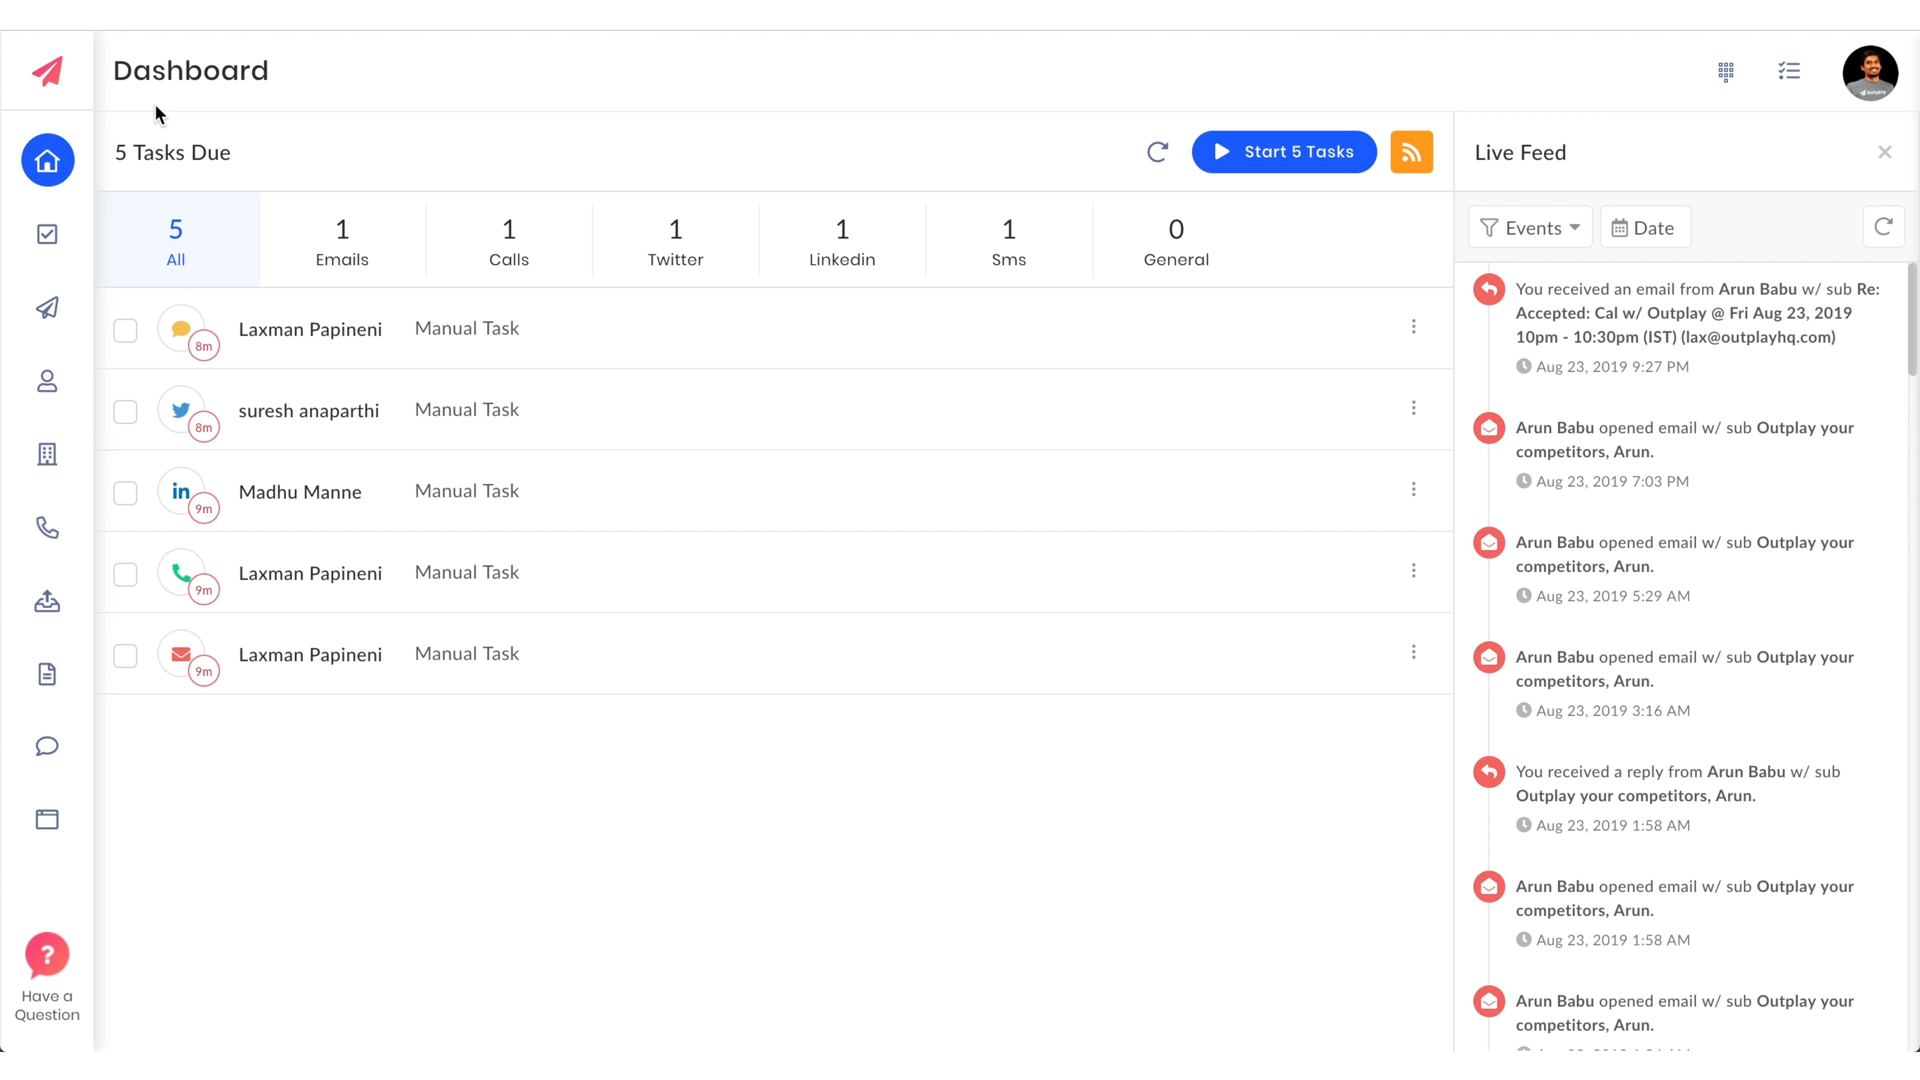 Dashboard
5 Tasks Due
Start 5 Tasks
5
All
1
Emails
1
Calls
1
Twitter
1
Linkedin
1
Sms
0
General
8m
Laxman Papineni
Manual Task
8m
suresh anaparthi
Manual Task
in
9m
Madhu Manne
Manual Task
9m
Laxman Papineni
Manual Task
9m
Laxman Papineni
Manual Task
Live Feed
Events
Date
You received an email from Arun Babu w/ sub Re:
Accepted: Cal w/ Outplay @ Fri Aug 23, 2019
10pm - 10:30pm (IST) (lax@outplayhq.com)
Aug 23, 2019 9:27 PM
Arun Babu opened email w/ sub Outplay your
competitors, Arun.
Aug 23, 2019 7:03 PM
Arun Babu opened email w/ sub Outplay your
competitors, Arun.
Aug 23, 2019 5:29 AM
Arun Babu opened email w/ sub Outplay your
competitors, Arun.
Aug 23, 2019 3:16 AM
You received a reply from Arun Babu w/ sub
Outplay your competitors, Arun.
Aug 23, 2019 1:58 AM
Arun Babu opened email w/ sub Outplay your
competitors, Arun.
Aug 23, 2019 1:58 AM
Arun Babu opened email w/ sub Outplay your
competitors, Arun.
?
Have a
Question